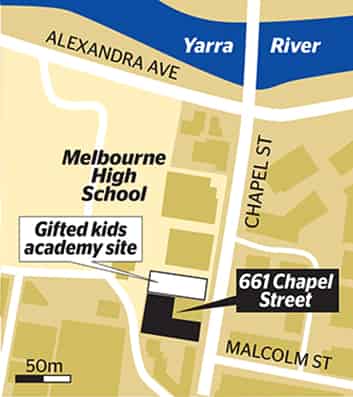 Yarra River
ALEXANDRA AVE
CHAPEL ST
Melbourne
High
School
Gifted kids
academy site
661 Chapel
Street
MALCOLM ST
50m